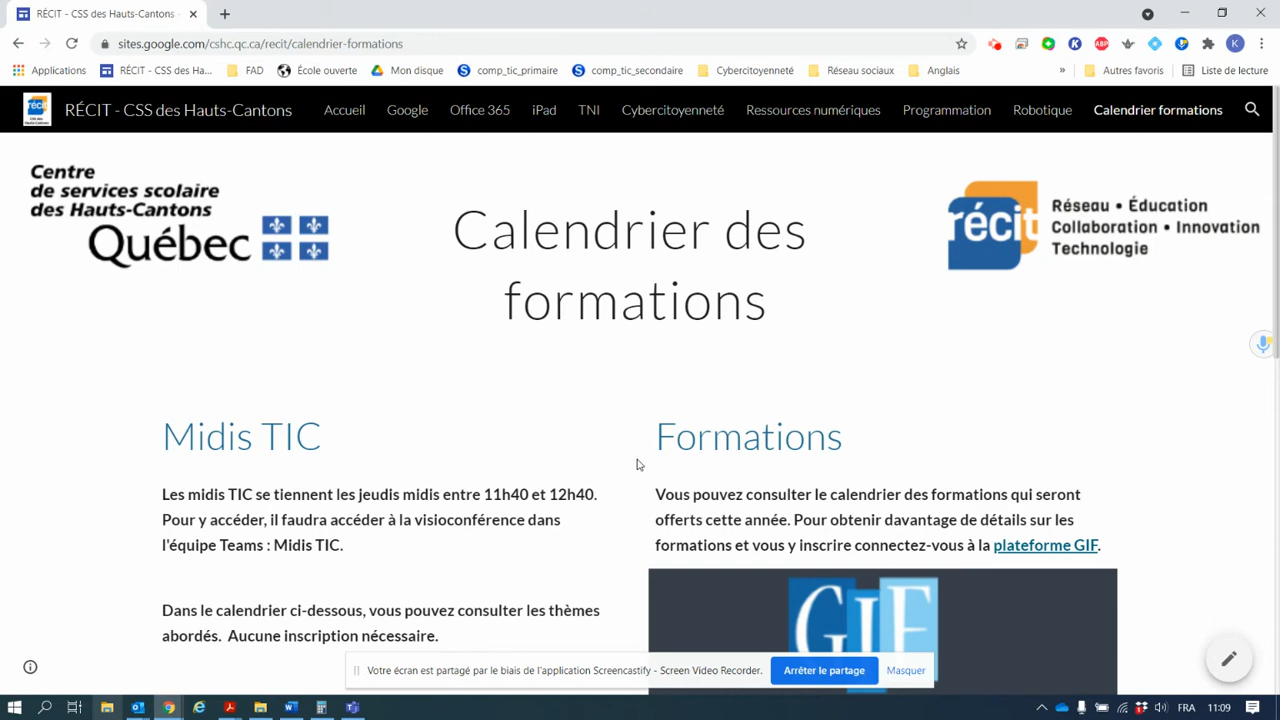 RÉCIT - CSS des Hauts-Cantons -
sites.google.com/cshc.qc.ca/recit/calendrier-formations
Applications
RÉCIT - CSS des Ha...
FAD
École ouverte
Mon disque
comp_tic_primaire
comp_tic_secondaire
Cybercitoyenneté
Réseau sociaux
Anglais
»
Autres favoris
Liste de lecture
RÉCIT - CSS des Hauts-Cantons
Accueil
Google
Office 365
iPad
TNI
Cybercitoyenneté
Ressources numériques
Programmation
Robotique
Calendrier formations
Centre
de services scolaire
des Hauts-Cantons
Québec
Calendrier des
formations
récit
Réseau • Éducation
Collaboration • Innovation
Technologie
Midis TIC
Les midis TIC se tiennent les jeudis midis entre 11h40 et 12h40.
Pour y accéder, il faudra accéder à la visioconférence dans
l'équipe Teams : Midis TIC.
Dans le calendrier ci-dessous, vous pouvez consulter les thèmes
abordés. Aucune inscription nécessaire.
Formations
Vous pouvez consulter le calendrier des formations qui seront
offerts cette année. Pour obtenir davantage de détails sur les
formations et vous y inscrire connectez-vous à la plateforme GIF.
GIF
Votre écran est partagé par le biais de l'application Screencastify - Screen Video Recorder.
Arrêter le partage
Masquer
FRA
11:09